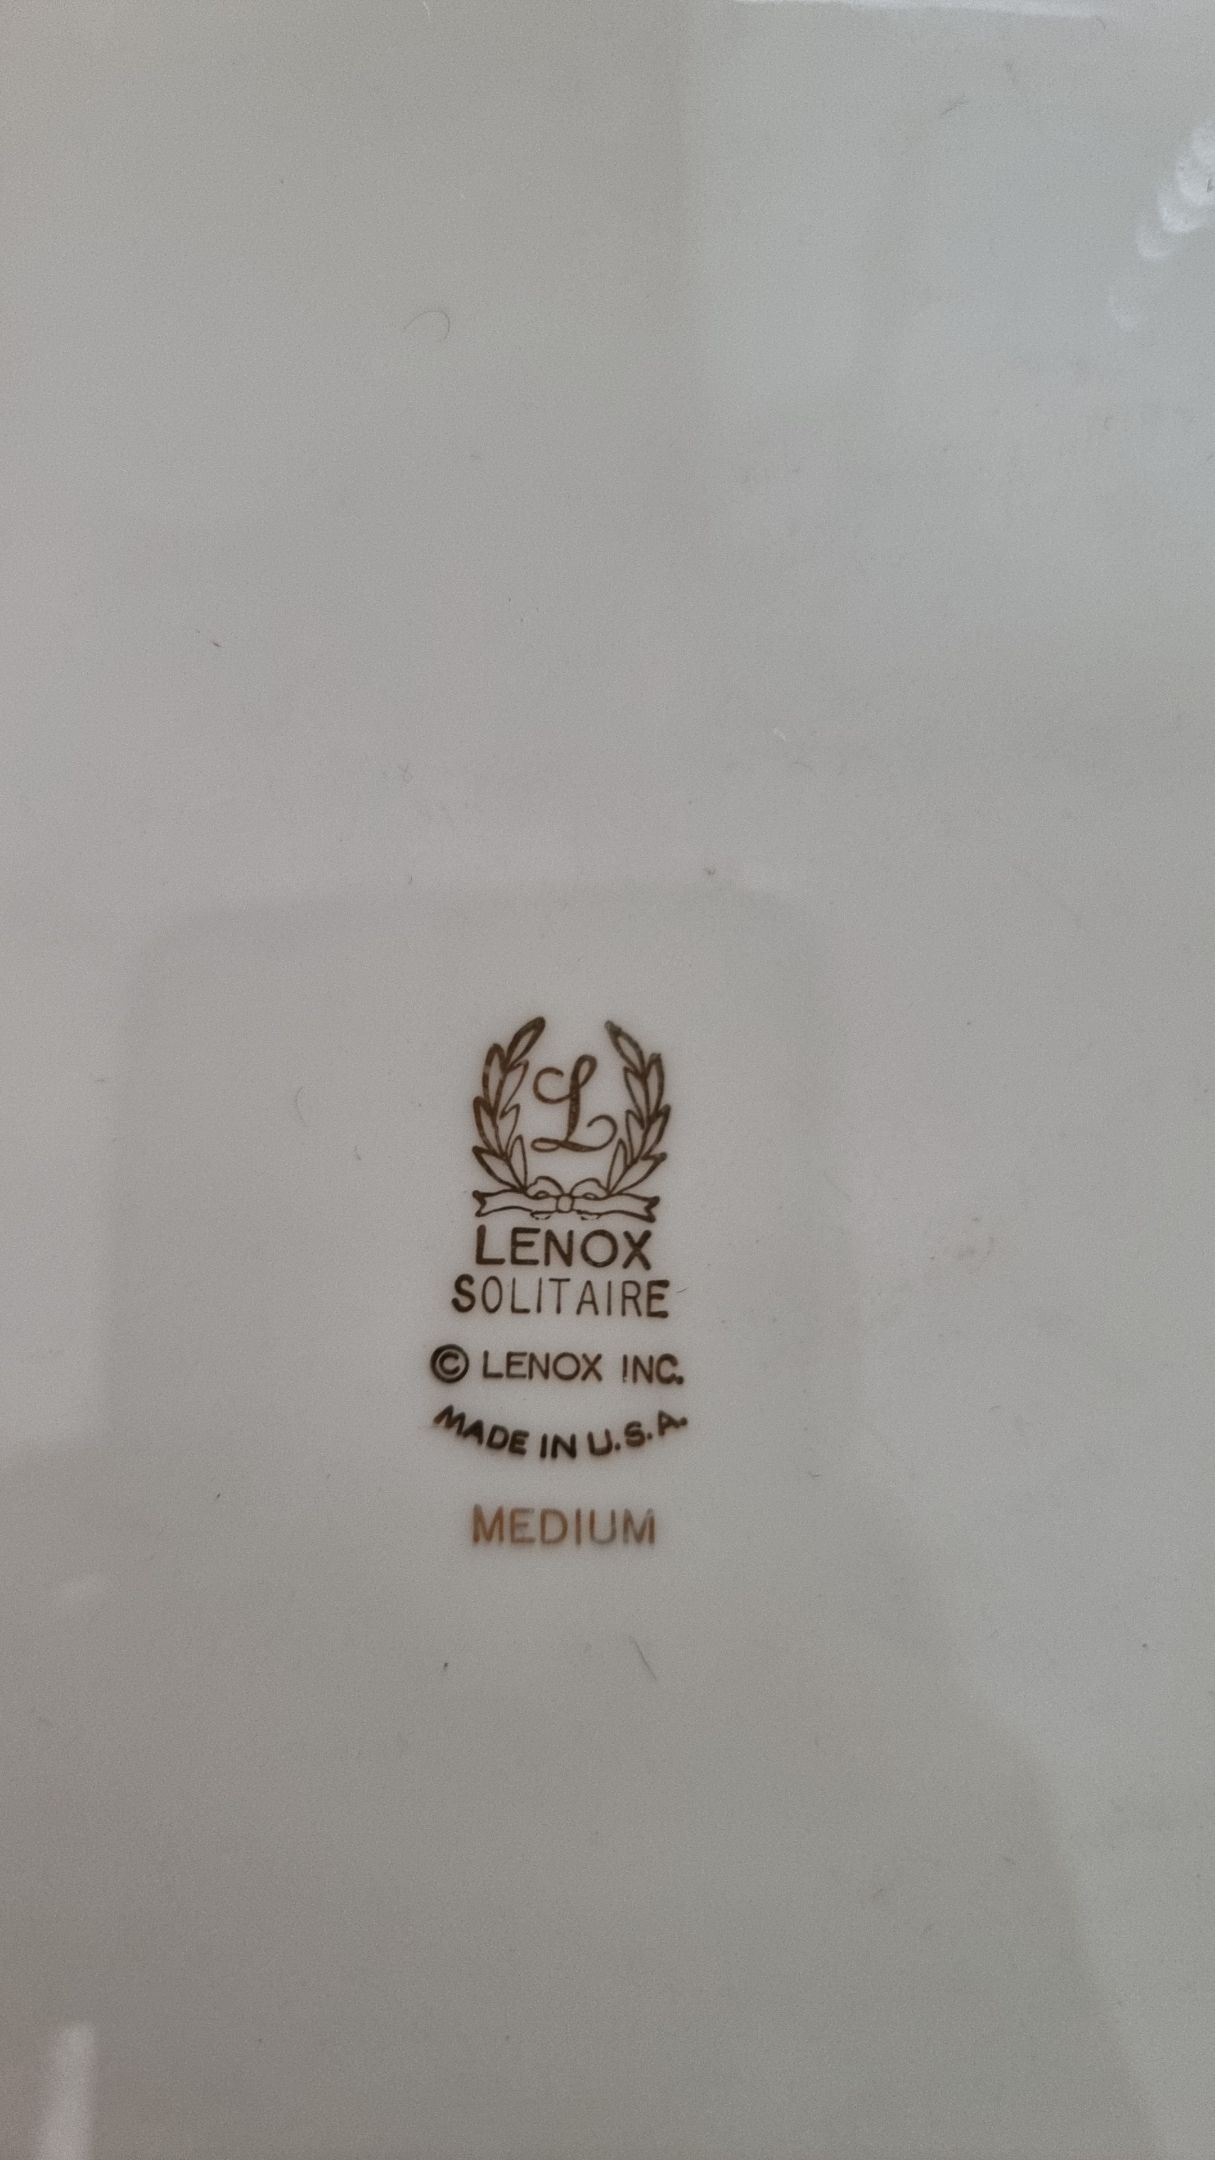 L
LENOX
SOLITAIRE
© LENOX INC.
MADE IN U.S.A.
MEDIUM